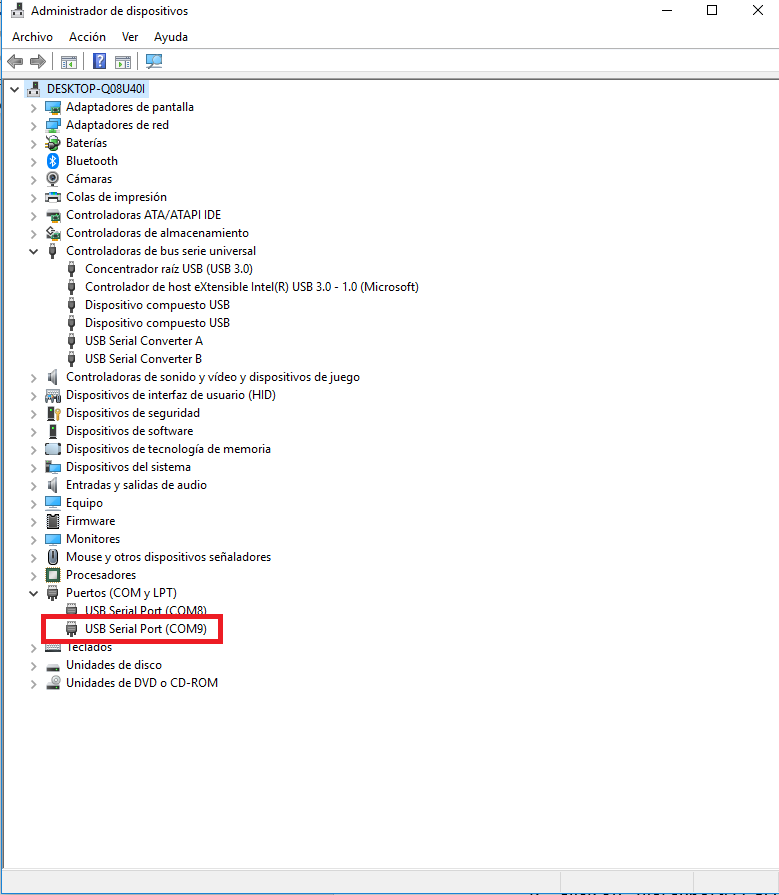 Administrador de dispositivos
Archivo Acción Ver Ayuda
DESKTOP-Q08U40I
Adaptadores de pantalla
Adaptadores de red
Baterías
Bluetooth
Cámaras
Colas de impresión
Controladoras ATA/ATAPI IDE
Controladoras de almacenamiento
Controladoras de bus serie universal
Concentrador raíz USB (USB 3.0)
Controlador de host eXtensible Intel(R) USB 3.0 - 1.0 (Microsoft)
Dispositivo compuesto USB
Dispositivo compuesto USB
USB Serial Converter A
USB Serial Converter B
Controladoras de sonido y vídeo y dispositivos de juego
Dispositivos de interfaz de usuario (HID)
Dispositivos de seguridad
Dispositivos de software
Dispositivos de tecnología de memoria
Dispositivos del sistema
Entradas y salidas de audio
Equipo
Firmware
Monitores
Mouse y otros dispositivos señaladores
Procesadores
Puertos (COM y LPT)
USB Serial Port (COM8)
USB Serial Port (COM9)
Teclados
Unidades de disco
Unidades de DVD o CD-ROM